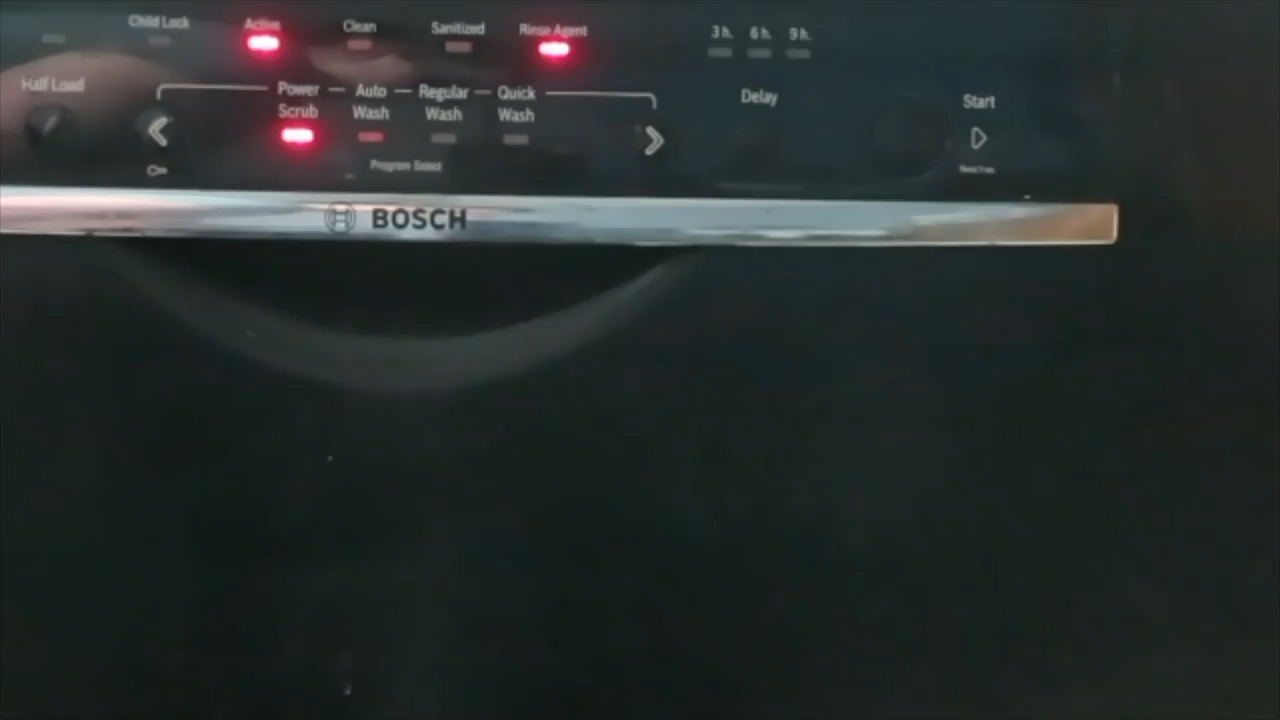 Child Lock Active Clean Sanitized Rinse Agent 3 h. 6 h. 9 h.
Half Load Power Scrub Auto Wash Regular Wash Quick Wash Delay Start
Program Select
BOSCH